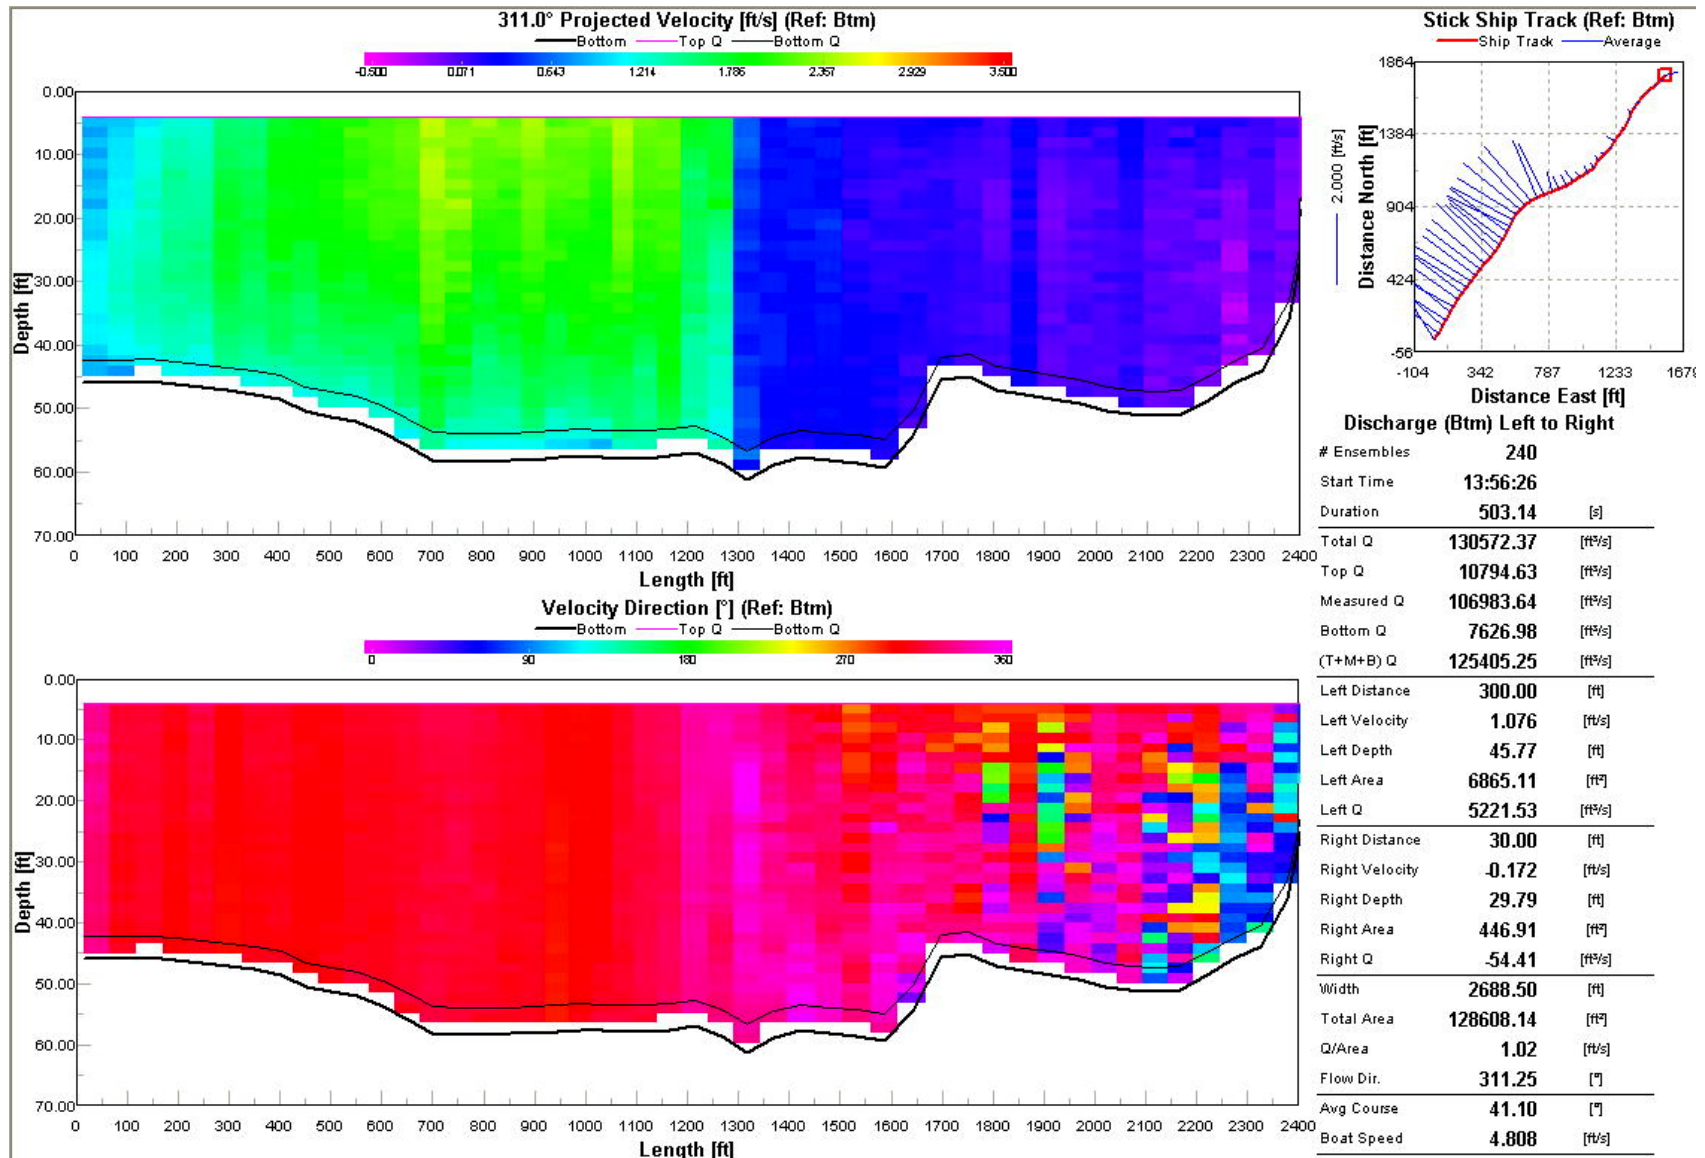 311.0° Projected Velocity [ft/s] (Ref: Btm)
Bottom Top Q Bottom Q
-0.500 0.071 0.643 1.214 1.786 2.357 2.929 3.500
0.00
10.00
20.00
30.00
40.00
50.00
60.00
70.00
Depth [ft]
0 100 200 300 400 500 600 700 800 900 1000 1100 1200 1300 1400 1500 1600 1700 1800 1900 2000 2100 2200 2300 2400
Length [ft]
Velocity Direction [°] (Ref: Btm)
Bottom Top Q Bottom Q
0 90 180 270 360
0.00
10.00
20.00
30.00
40.00
50.00
60.00
70.00
Depth [ft]
0 100 200 300 400 500 600 700 800 900 1000 1100 1200 1300 1400 1500 1600 1700 1800 1900 2000 2100 2200 2300 2400
Length [ft]
Stick Ship Track (Ref: Btm)
Ship Track Average
2.000 [ft/s]
Distance North [ft]
1864
1384
904
424
-56
-104 342 787 1233 1679
Distance East [ft]
Discharge (Btm) Left to Right
# Ensembles 240
Start Time 13:56:26
Duration 503.14 [s]
Total Q 130572.37 [ft³/s]
Top Q 10794.63 [ft³/s]
Measured Q 106983.64 [ft³/s]
Bottom Q 7626.98 [ft³/s]
(T+M+B) Q 125405.25 [ft³/s]
Left Distance 300.00 [ft]
Left Velocity 1.076 [ft/s]
Left Depth 45.77 [ft]
Left Area 6865.11 [ft²]
Left Q 5221.53 [ft³/s]
Right Distance 30.00 [ft]
Right Velocity -0.172 [ft/s]
Right Depth 29.79 [ft]
Right Area 446.91 [ft²]
Right Q -54.41 [ft³/s]
Width 2688.50 [ft]
Total Area 128608.14 [ft²]
Q/Area 1.02 [ft/s]
Flow Dir. 311.25 [°]
Avg Course 41.10 [°]
Boat Speed 4.808 [ft/s]